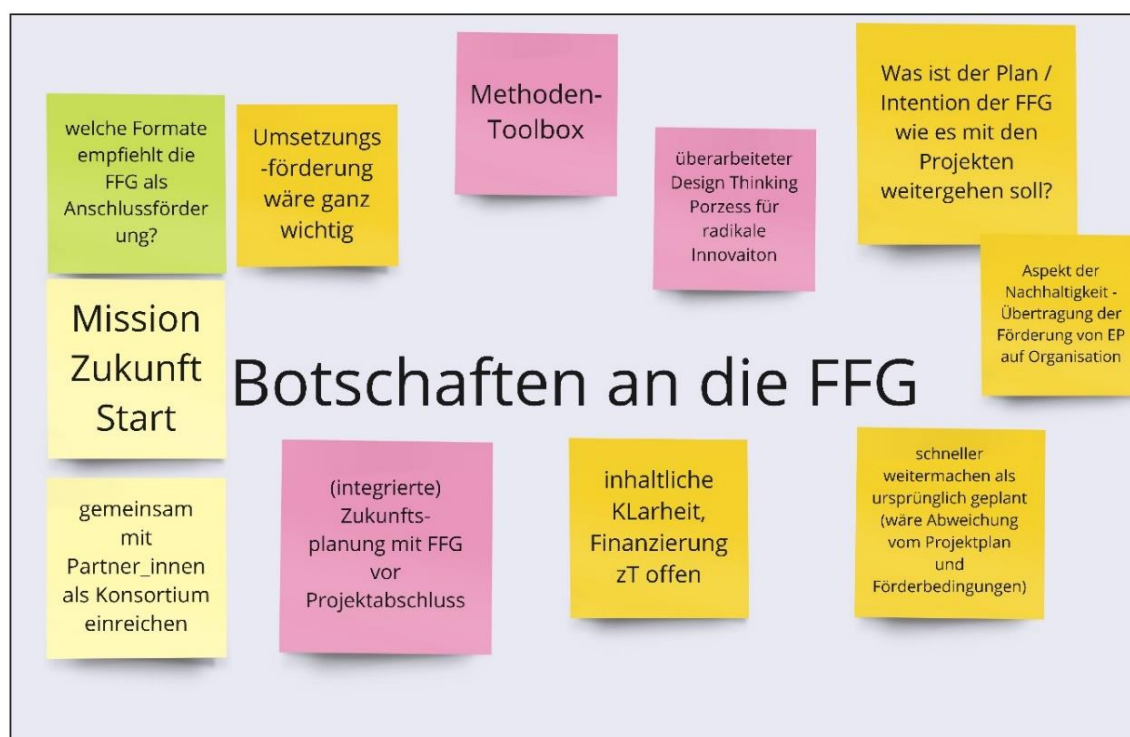 welche Formate
empfiehlt die
FFG als
Anschlussförder
ung?
Umsetzungs
-förderung
wäre ganz
wichtig
Methoden-
Toolbox
überarbeiteter
Design Thinking
Porzess für
radikale
Innovaiton
Was ist der Plan /
Intention der FFG
wie es mit den
Projekten
weitergehen soll?
Aspekt der
Nachhaltigkeit -
Übertragung der
Förderung von EP
auf Organisation
Mission
Zukunft
Start
Botschaften an die FFG
gemeinsam
mit
Partner_innen
als Konsortium
einreichen
(integrierte)
Zukunfts-
planung mit FFG
vor
Projektabschluss
inhaltliche
KLarheit,
Finanzierung
zT offen
schneller
weitermachen als
ursprünglich geplant
(wäre Abweichung
vom Projektplan
und
Förderbedingungen)